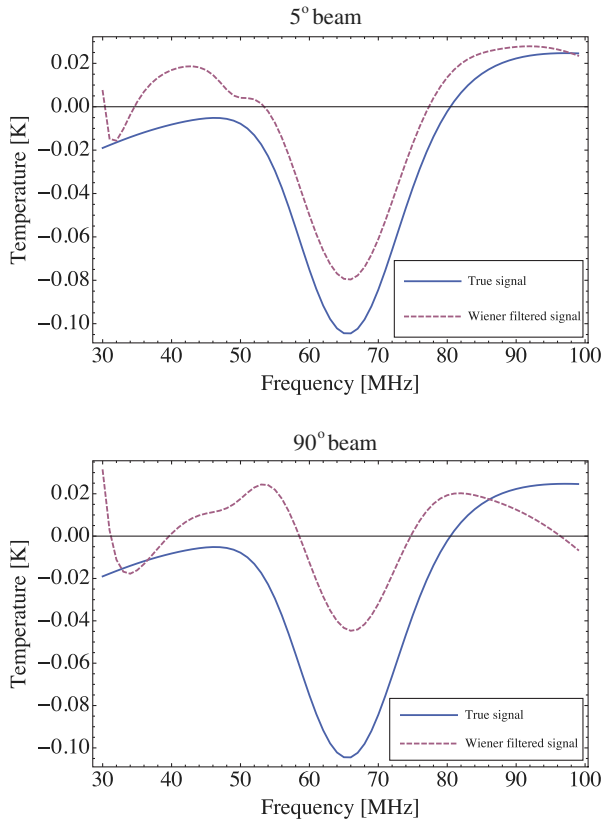 5° beam
0.02
0.00
−0.02
−0.04
−0.06
−0.08
−0.10
Temperature [K]
True signal
Wiener filtered signal
30 40 50 60 70 80 90 100
Frequency [MHz]
90° beam
0.02
0.00
−0.02
−0.04
−0.06
−0.08
−0.10
Temperature [K]
True signal
Wiener filtered signal
30 40 50 60 70 80 90 100
Frequency [MHz]